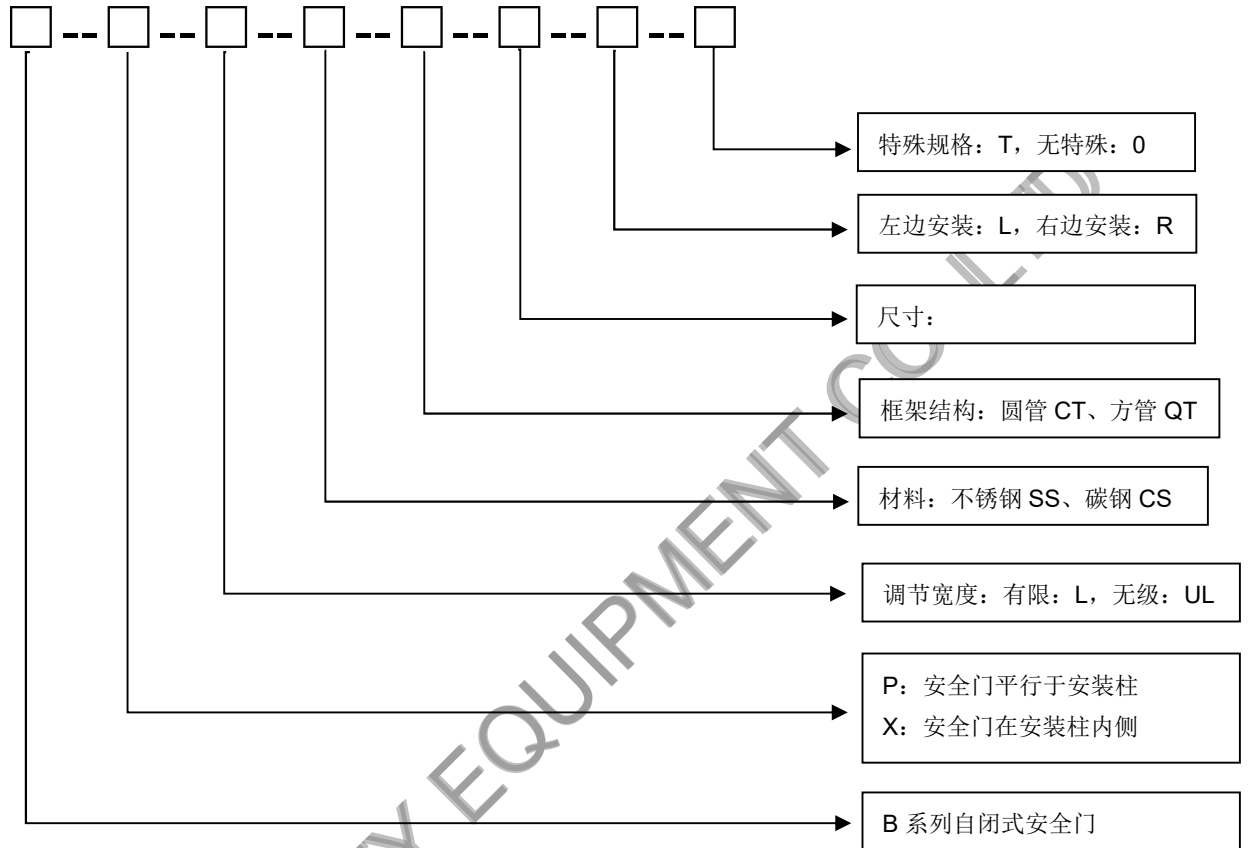 特殊规格：T，无特殊：0
左边安装：L，右边安装：R
尺寸：
框架结构：圆管 CT、方管 QT
材料：不锈钢 SS、碳钢 CS
调节宽度：有限：L，无级：UL
P：安全门平行于安装柱
X：安全门在安装柱内侧
B 系列自闭式安全门
EQUIPMENT CO., LTD